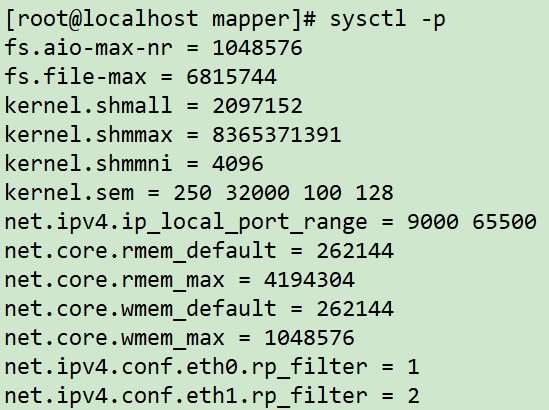 [root@localhost mapper]# sysctl -p
fs.aio-max-nr = 1048576
fs.file-max = 6815744
kernel.shmall = 2097152
kernel.shmmax = 8365371391
kernel.shmmni = 4096
kernel.sem = 250 32000 100 128
net.ipv4.ip_local_port_range = 9000 65500
net.core.rmem_default = 262144
net.core.rmem_max = 4194304
net.core.wmem_default = 262144
net.core.wmem_max = 1048576
net.ipv4.conf.eth0.rp_filter = 1
net.ipv4.conf.eth1.rp_filter = 2